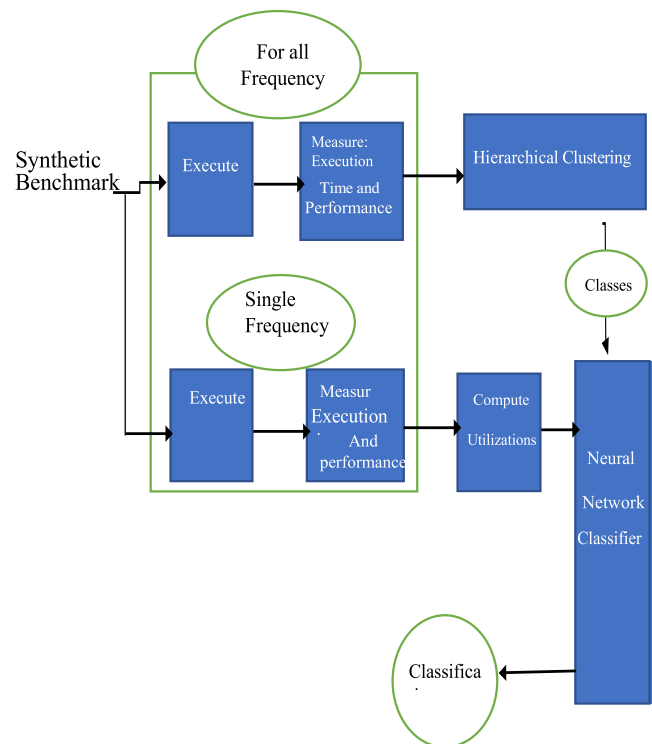 For all
Frequency
Synthetic
Benchmark
Execute
Measure:
Execution
Time and
Performance
Hierarchical Clustering
Classes
Single
Frequency
Execute
Measur
Execution
.
And
performance
Compute
Utilizations
Neural
Network
Classifier
Classifica
.